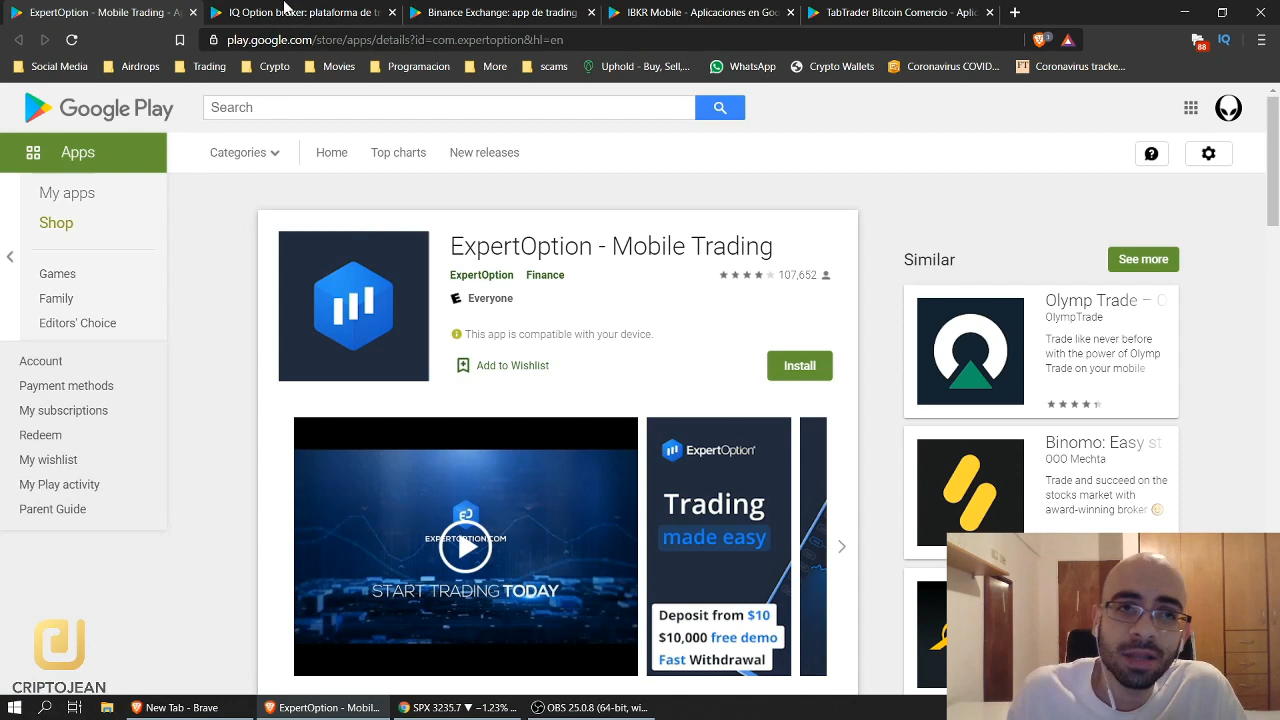 ExpertOption - Mobile Trading - Ap
IQ Option broker: plataforma de tr
Binance Exchange: app de trading
IBKR Mobile - Aplicaciones en Goo
TabTrader Bitcoin Comercio - Aplic
play.google.com/store/apps/details?id=com.expertoption&hl=en
3
88
IQ
Social Media
Airdrops
Trading
Crypto
Movies
Programacion
More
scams
Uphold - Buy, Sell,...
WhatsApp
Crypto Wallets
Coronavirus COVID...
FT
Coronavirus tracke...
Google Play
Search
Apps
Categories
Home
Top charts
New releases
My apps
Shop
Games
Family
Editors' Choice
Account
Payment methods
My subscriptions
Redeem
My wishlist
My Play activity
Parent Guide
ExpertOption - Mobile Trading
ExpertOption
Finance
107,652
E
Everyone
This app is compatible with your device.
Add to Wishlist
Install
EXPERTOPTION.COM
START TRADING TODAY
ExpertOption®
Trading
made easy
Deposit from $10
$10,000 free demo
Fast Withdrawal
Similar
See more
Olymp Trade – O
OlympTrade
Trade like never before
with the power of Olymp
Trade on your mobile
Binomo: Easy st
OOO Mechta
Trade and succeed on the
stocks market with
award-winning broker
CRIPTOJEAN
New Tab - Brave
ExpertOption - Mobil...
SPX 3235.7 ▼ −1.23% ...
OBS 25.0.8 (64-bit, wi...